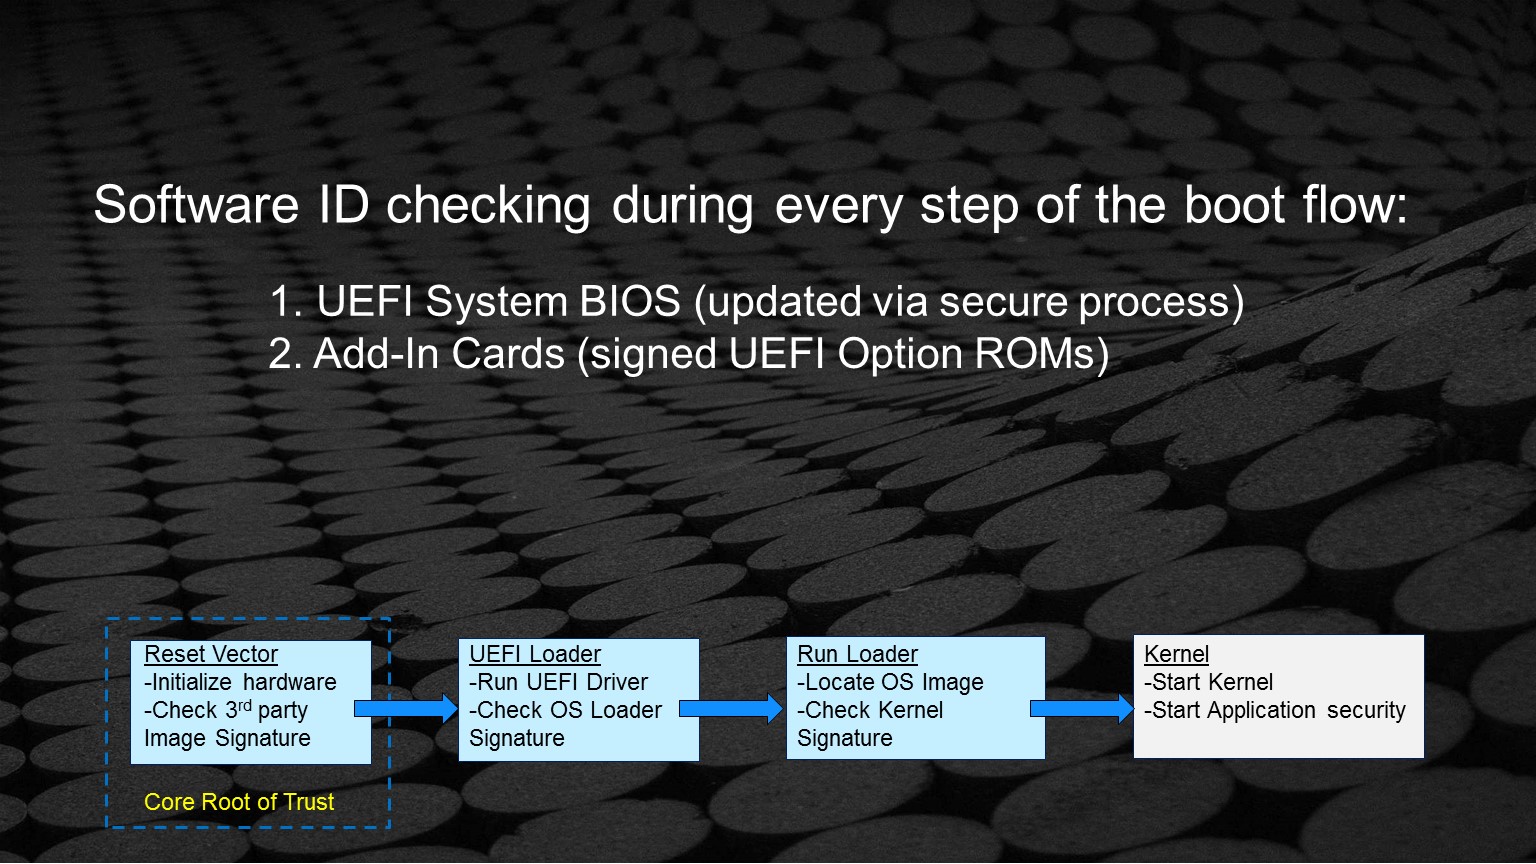 Software ID checking during every step of the boot flow:
1. UEFI System BIOS (updated via secure process)
2. Add-In Cards (signed UEFI Option ROMs)
Reset Vector
-Initialize hardware
-Check 3rd party
Image Signature
Core Root of Trust
UEFI Loader
-Run UEFI Driver
-Check OS Loader
Signature
Run Loader
-Locate OS Image
-Check Kernel
Signature
Kernel
-Start Kernel
-Start Application security